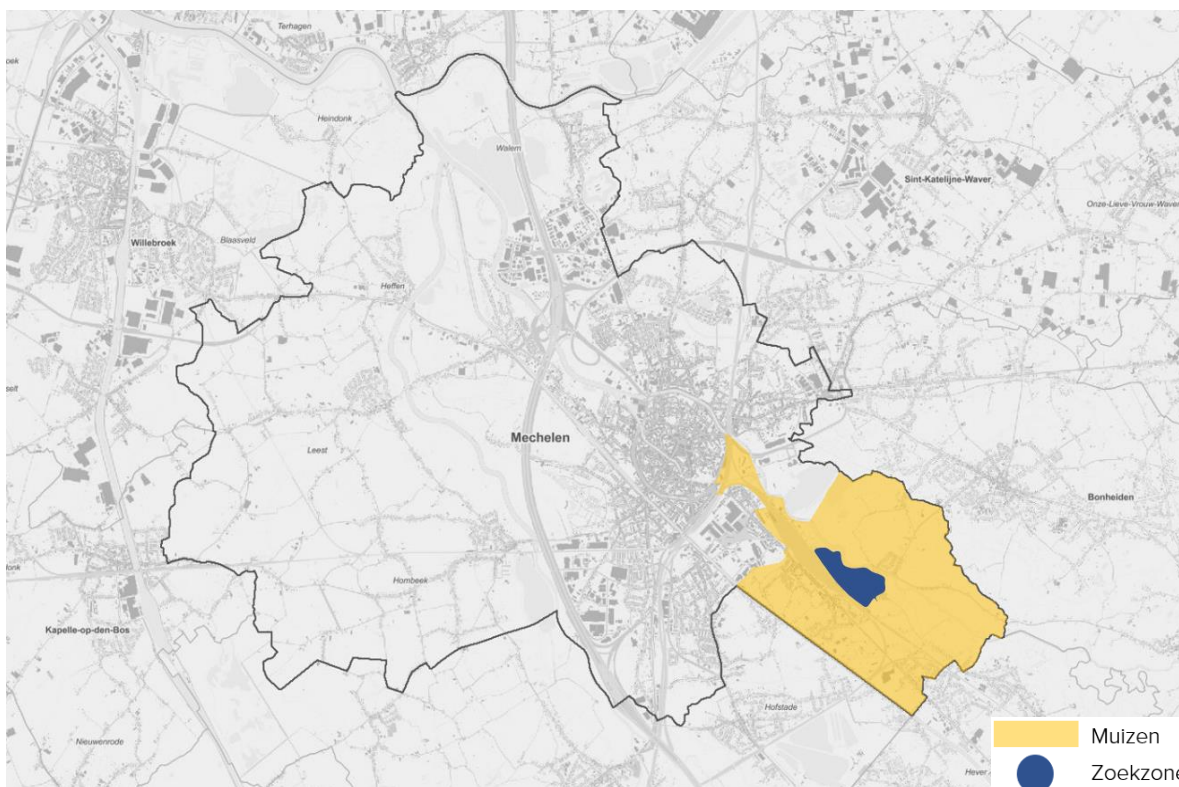 Terhagen
Heindonk
Walem
Sint-Katelijne-Waver
Onze-Lieve-Vrouw-Waver
Willebroek
Blaasveld
Heffen
Mechelen
Leest
Bonheiden
Hombeek
Kapelle-op-den-Bos
Hofstade
Nieuwenrode
Hever
Muizen
Zoekzone